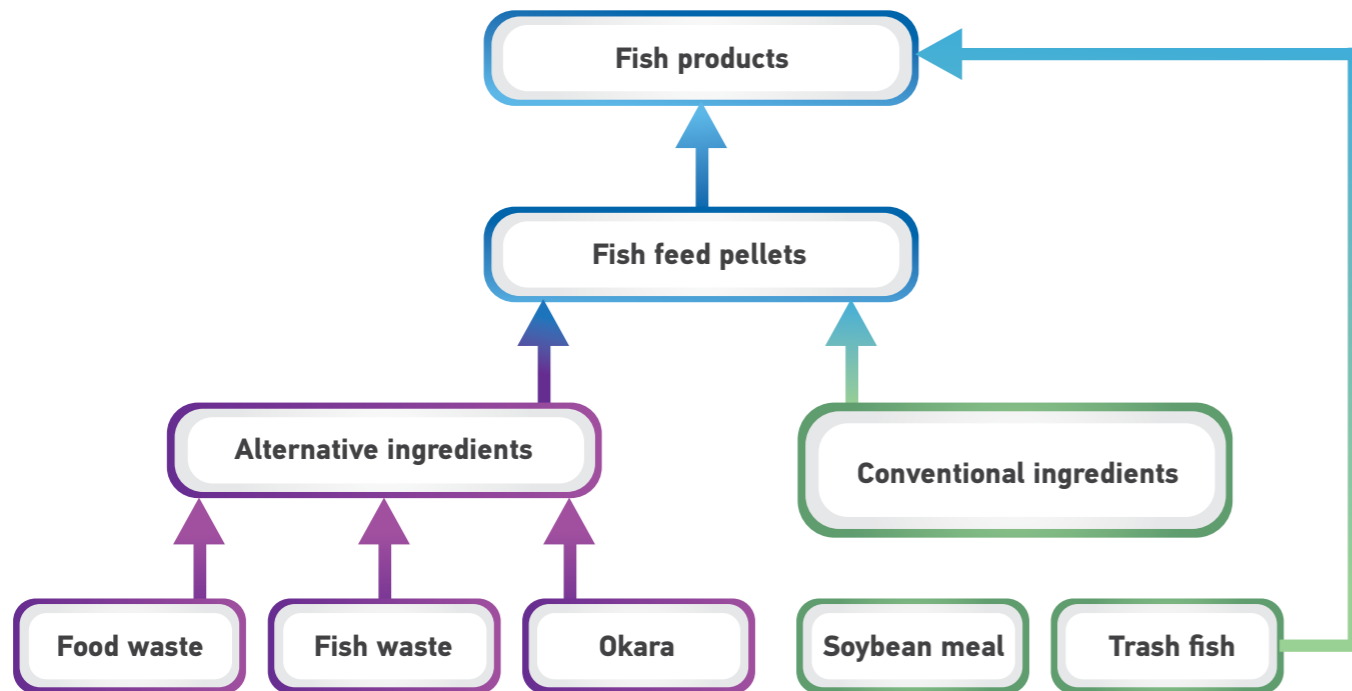 Fish products
Fish feed pellets
Alternative ingredients
Conventional ingredients
Food waste
Fish waste
Okara
Soybean meal
Trash fish